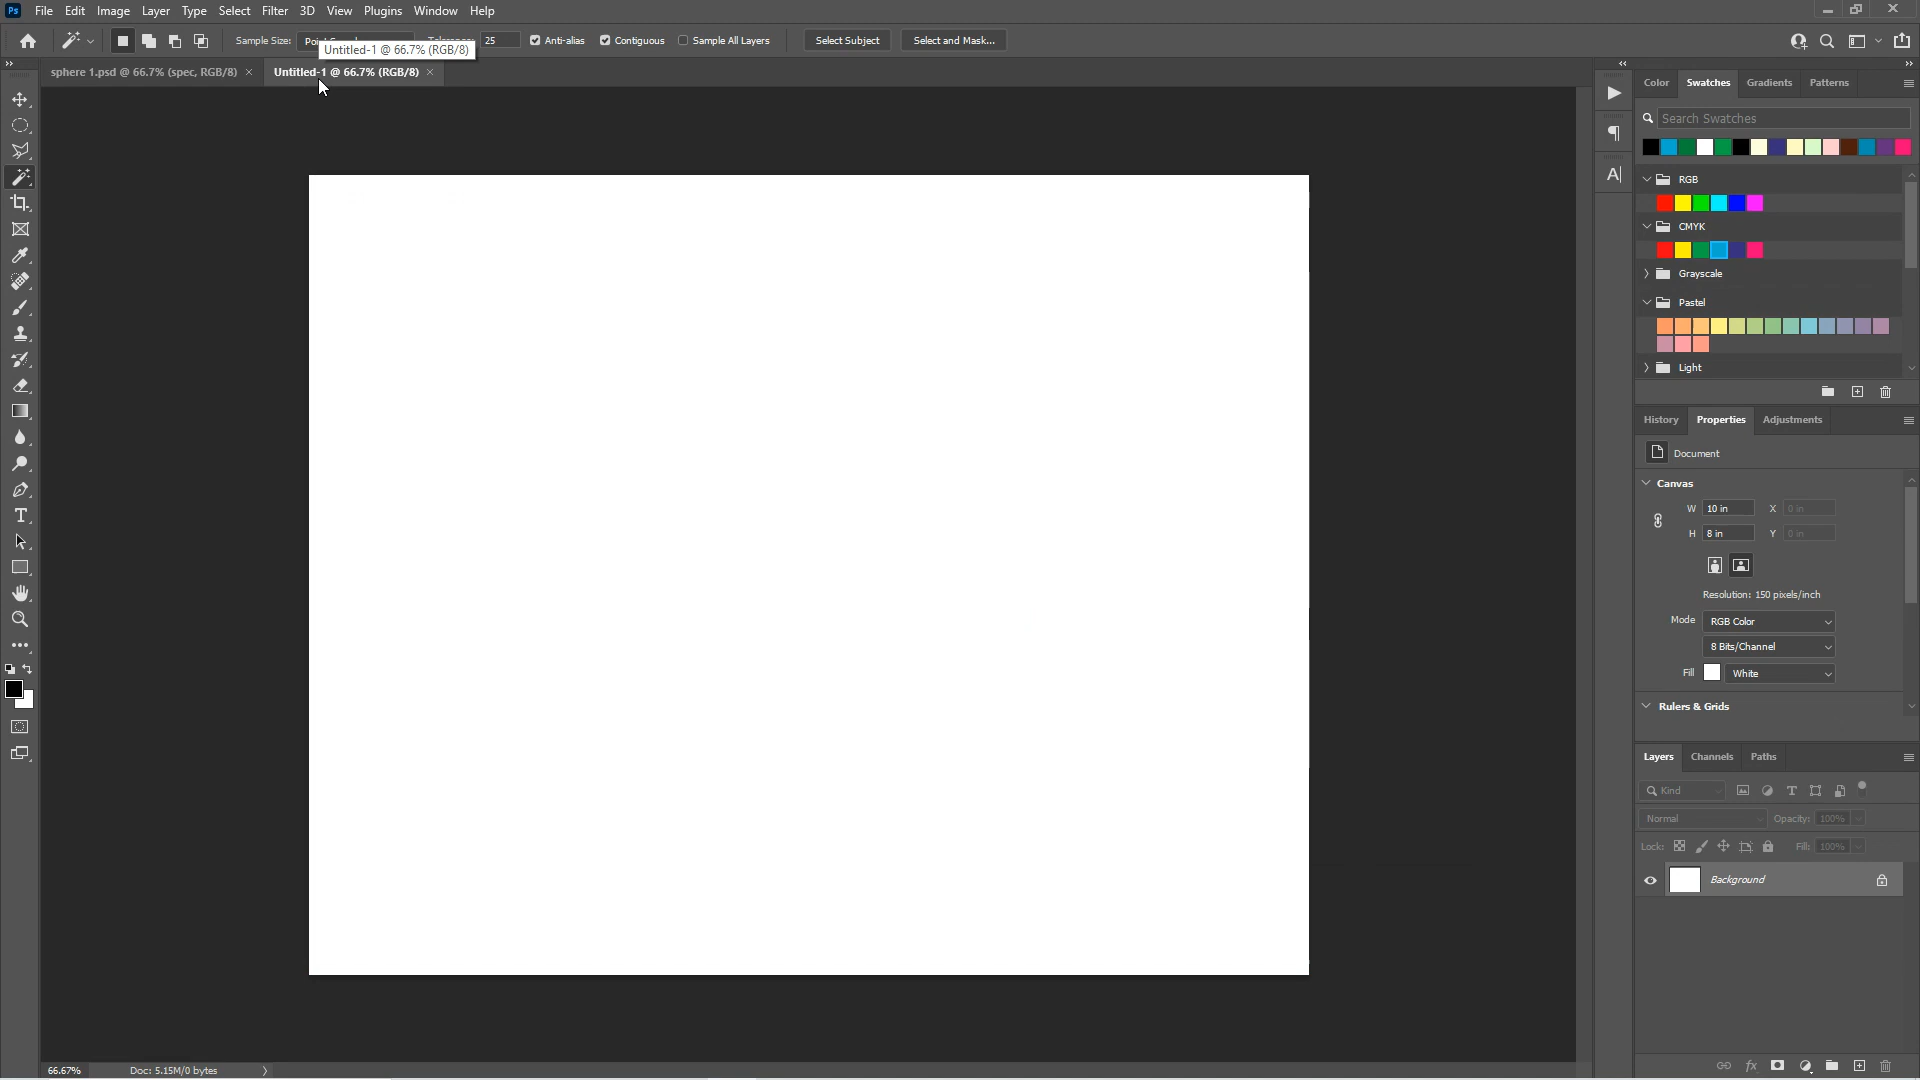 Ps File Edit Image Layer Type Select Filter 3D View Plugins Window Help
Sample Size: 25 Anti-alias Contiguous Sample All Layers Select Subject Select and Mask...
Untitled-1 @ 66.7% (RGB/8)
sphere 1.psd @ 66.7% (spec, RGB/8) × Untitled-1 @ 66.7% (RGB/8) ×
Color Swatches Gradients Patterns
Search Swatches
RGB
CMYK
Grayscale
Pastel
Light
History Properties Adjustments
Document
Canvas
W 10 in X 0 in
H 8 in Y 0 in
Resolution: 150 pixels/inch
Mode RGB Color
8 Bits/Channel
Fill White
Rulers & Grids
Layers Channels Paths
Kind
Normal Opacity: 100%
Lock: Fill: 100%
Background
66.67% Doc: 5.15M/0 bytes